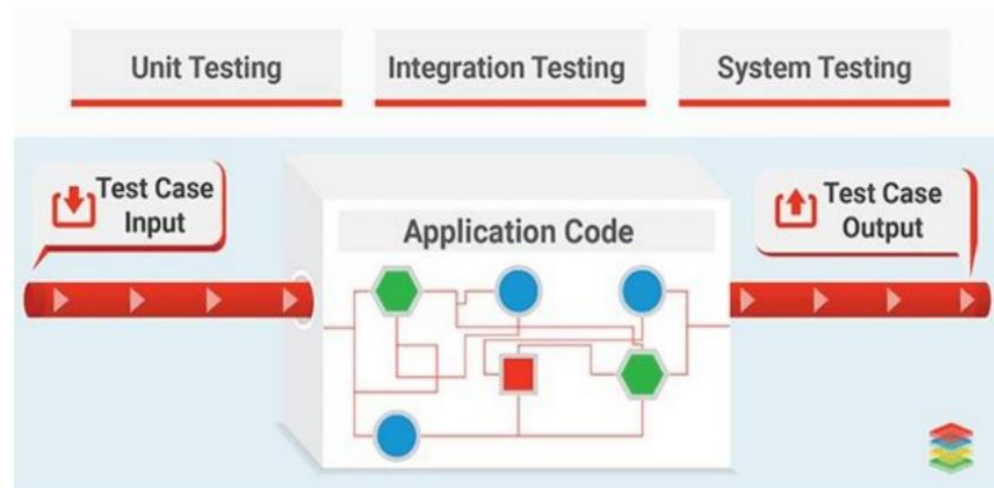 Unit Testing
Integration Testing
System Testing
Test Case
Input
Application Code
Test Case
Output